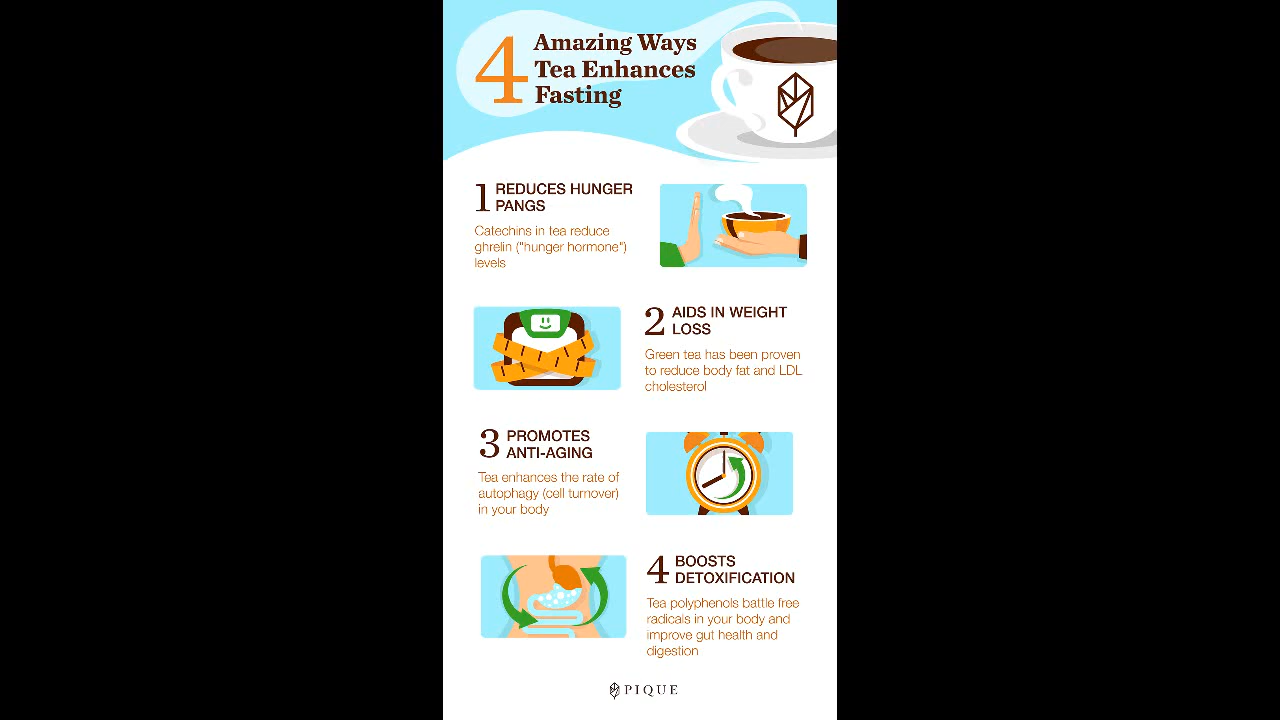 4
Amazing Ways
Tea Enhances
Fasting
1 REDUCES HUNGER
PANGS
Catechins in tea reduce
ghrelin ("hunger hormone")
levels
2 AIDS IN WEIGHT
LOSS
Green tea has been proven
to reduce body fat and LDL
cholesterol
3 PROMOTES
ANTI-AGING
Tea enhances the rate of
autophagy (cell turnover)
in your body
4 BOOSTS
DETOXIFICATION
Tea polyphenols battle free
radicals in your body and
improve gut health and
digestion
PIQUE